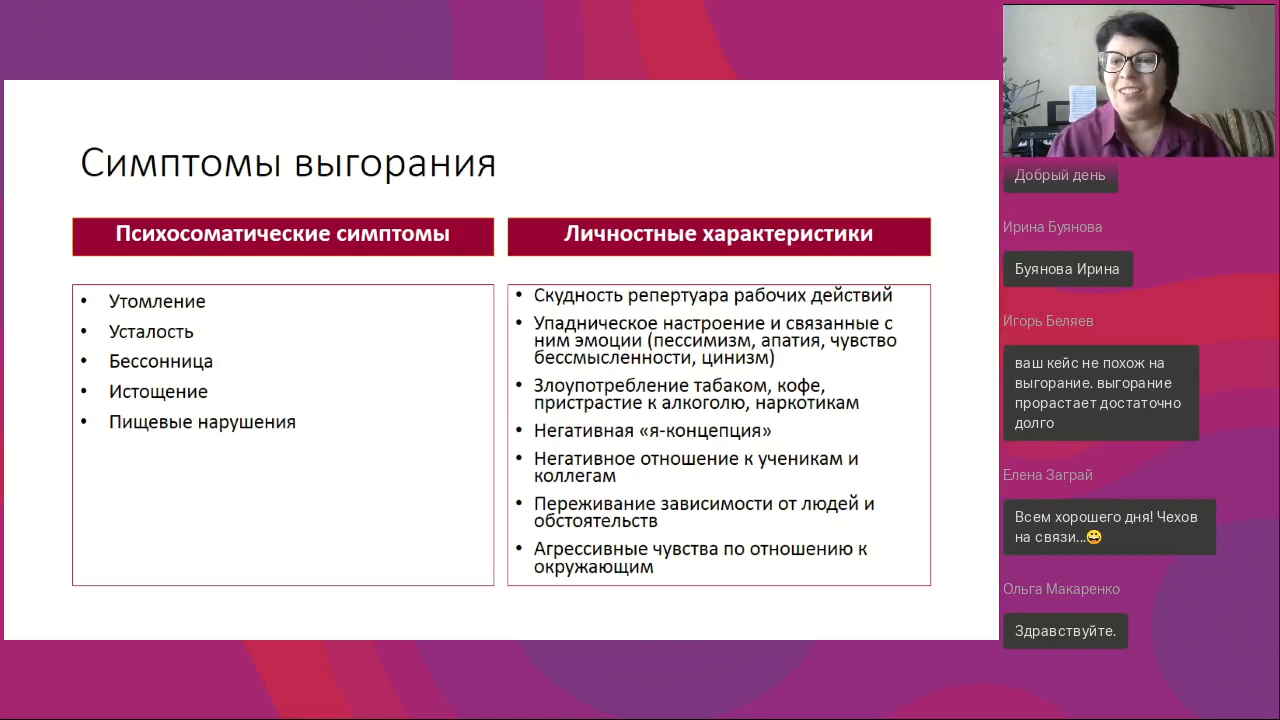 Симптомы выгорания
Психосоматические симптомы
• Утомление
• Усталость
• Бессонница
• Истощение
• Пищевые нарушения
Личностные характеристики
• Скудность репертуара рабочих действий
• Упадническое настроение и связанные с
ним эмоции (пессимизм, апатия, чувство
бессмысленности, цинизм)
• Злоупотребление табаком, кофе,
пристрастие к алкоголю, наркотикам
• Негативная «я-концепция»
• Негативное отношение к ученикам и
коллегам
• Переживание зависимости от людей и
обстоятельств
• Агрессивные чувства по отношению к
окружающим
Добрый день
Ирина Буянова
Буянова Ирина
Игорь Беляев
ваш кейс не похож на
выгорание. выгорание
прорастает достаточно
долго
Елена Заграй
Всем хорошего дня! Чехов
на связи...😀
Ольга Макаренко
Здравствуйте.